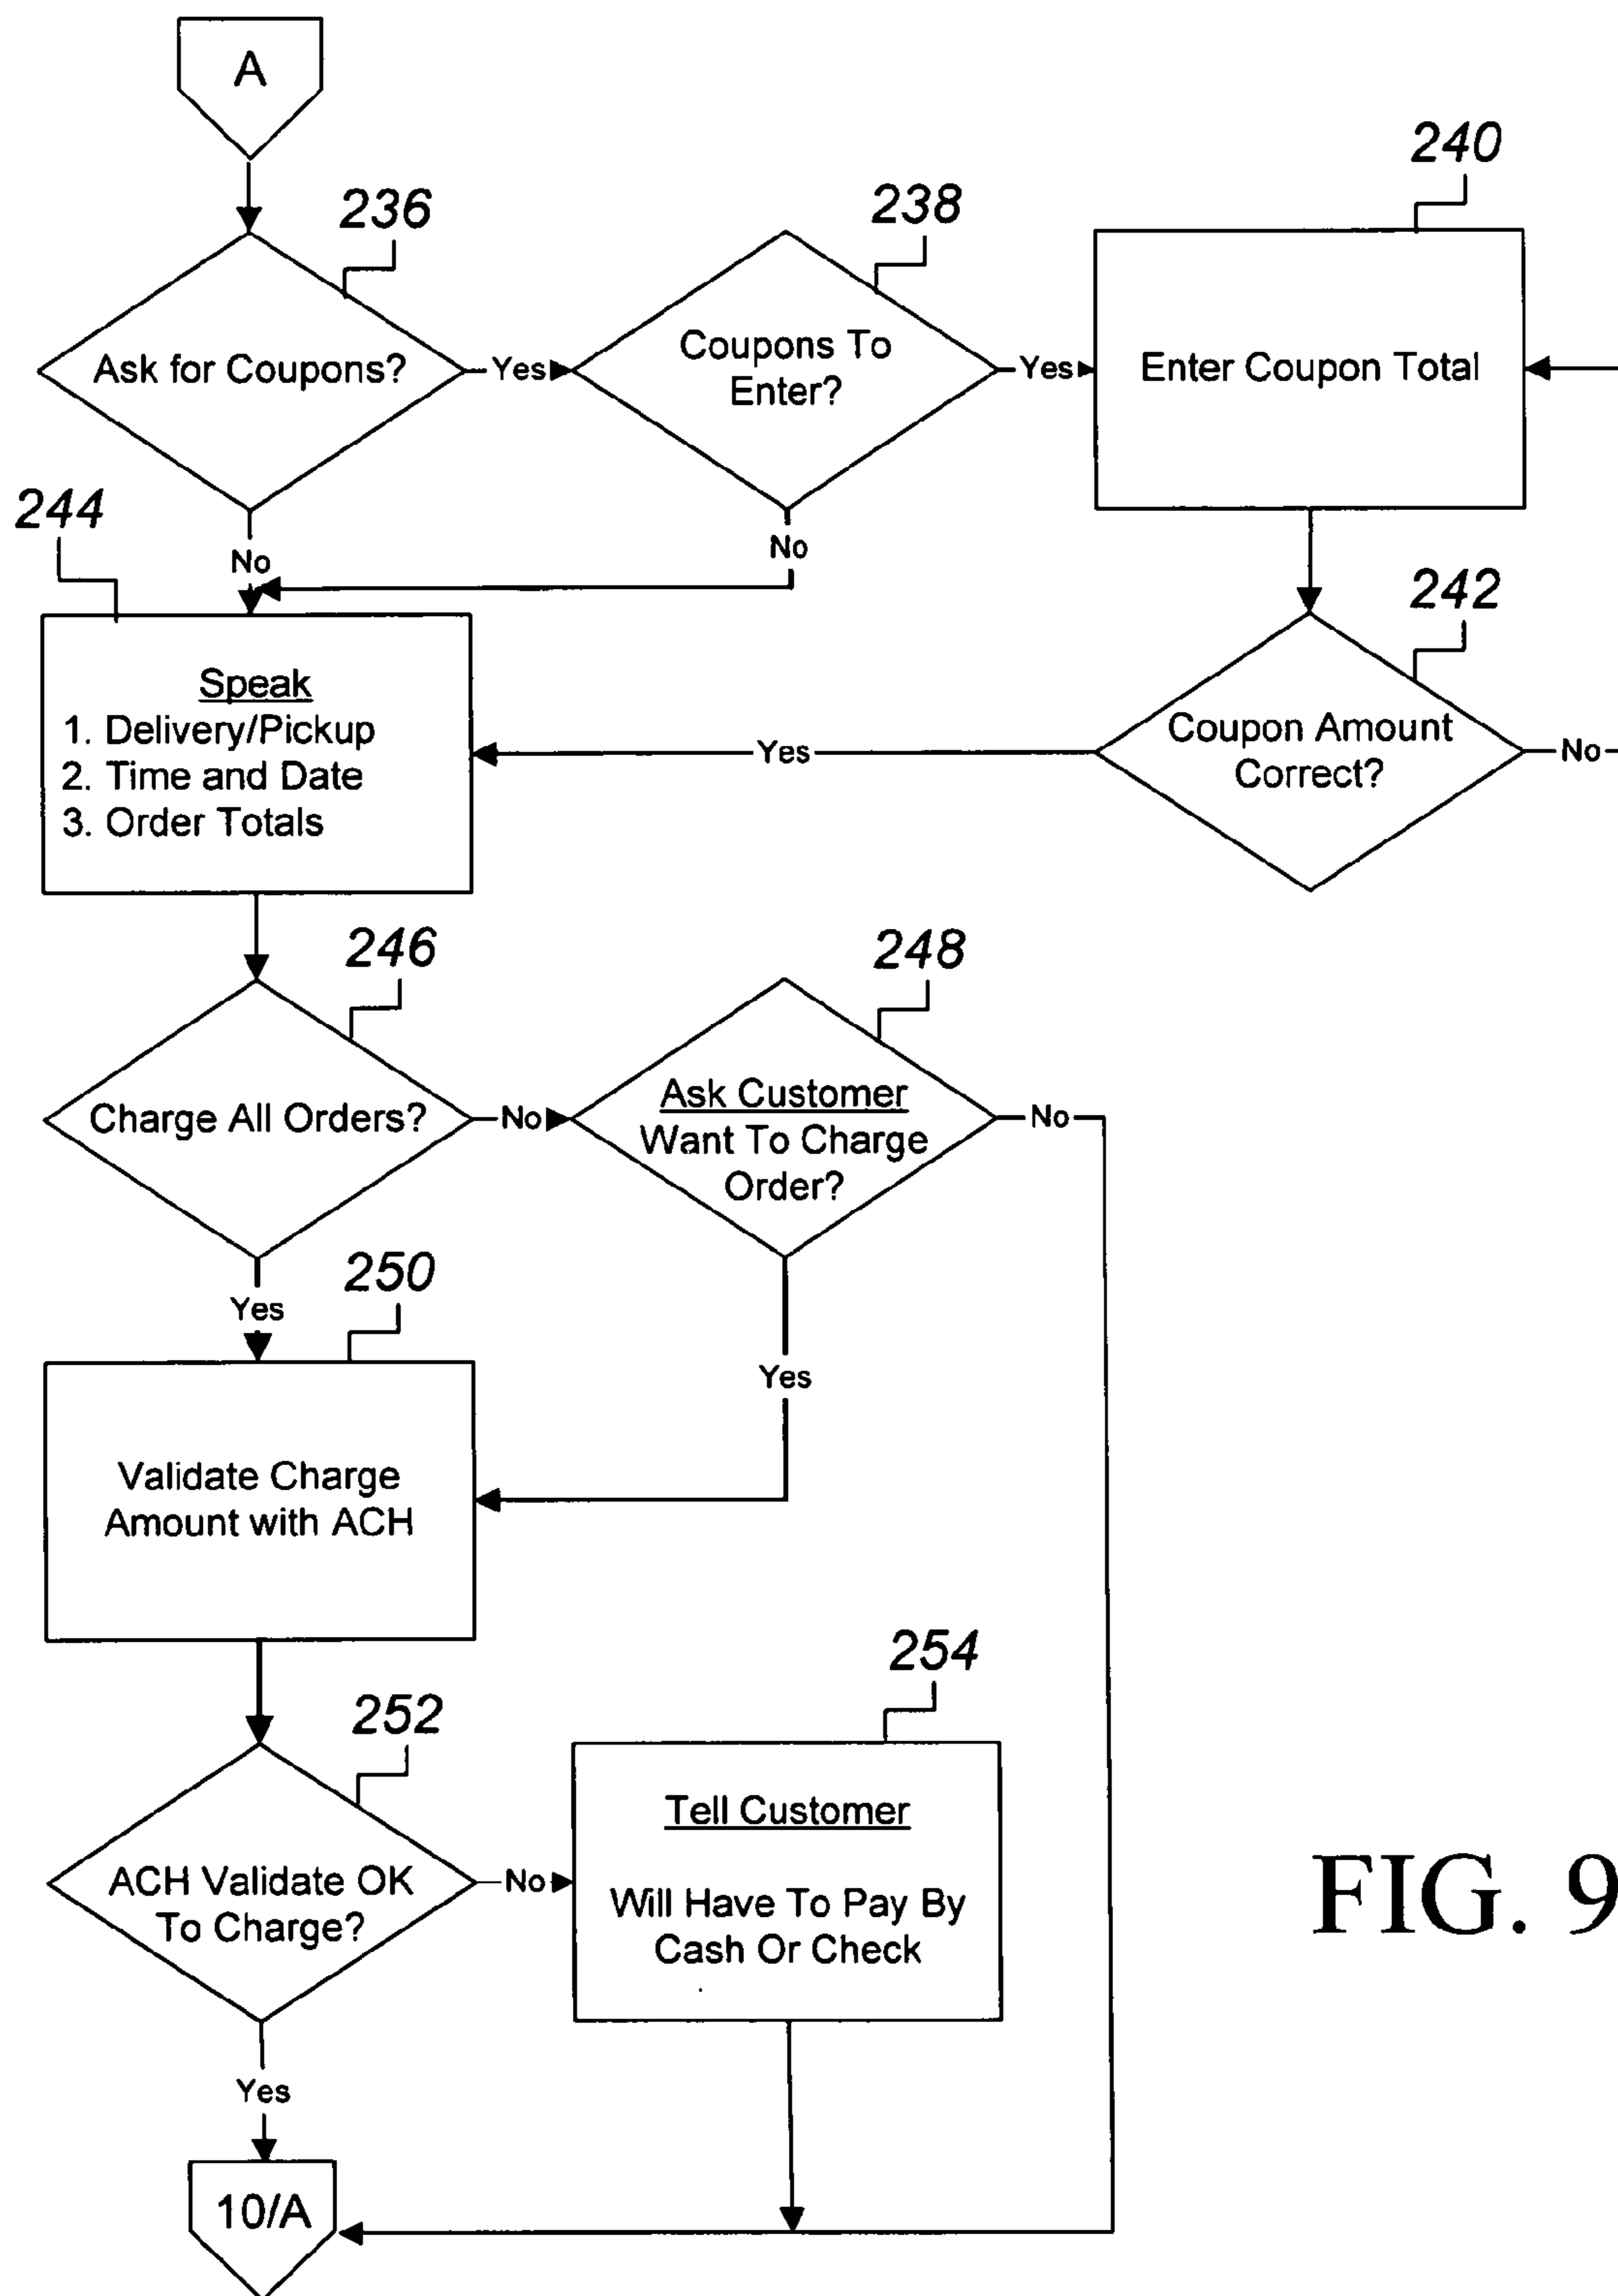 A
236
238
240
Ask for Coupons?
Yes
Coupons To
Enter?
Yes
Enter Coupon Total
244
No
No
242
Speak
1. Delivery/Pickup
2. Time and Date
3. Order Totals
Yes
Coupon Amount
Correct?
No
246
248
Charge All Orders?
No
Ask Customer
Want To Charge
Order?
No
250
Yes
Yes
Validate Charge
Amount with ACH
252
254
ACH Validate OK
To Charge?
No
Tell Customer
Will Have To Pay By
Cash Or Check
FIG. 9
Yes
10/A